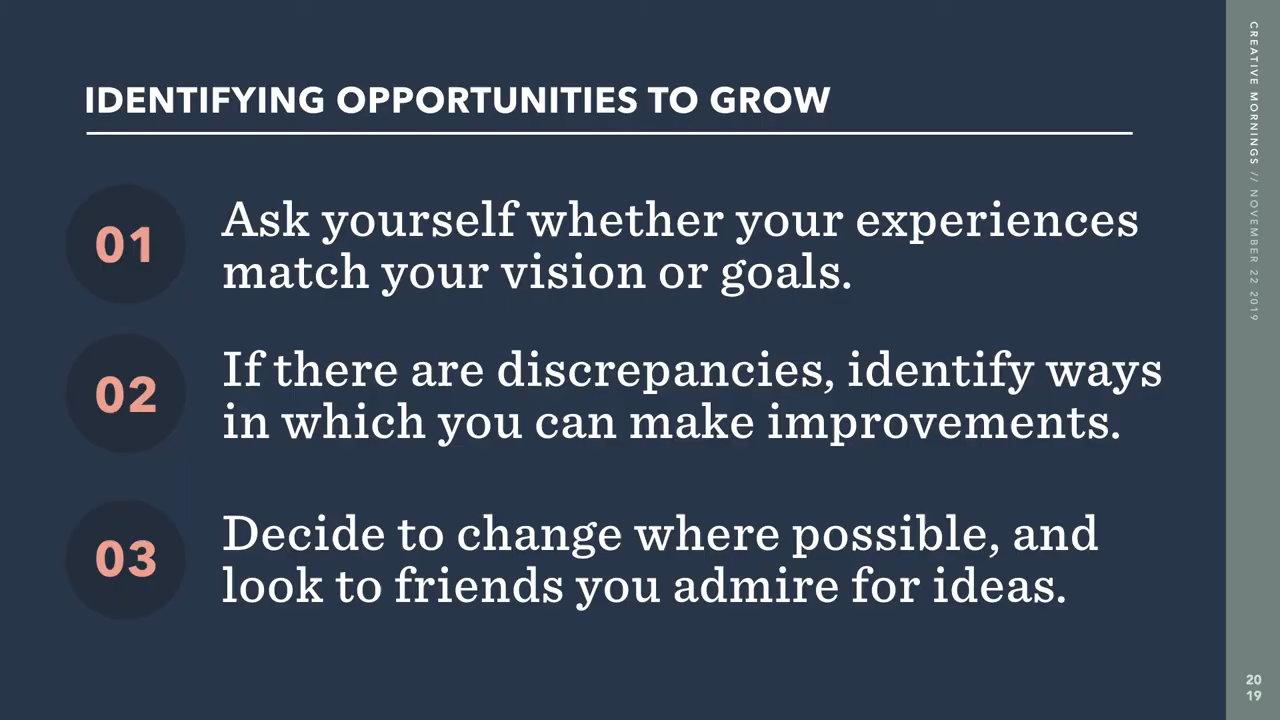 IDENTIFYING OPPORTUNITIES TO GROW
01
Ask yourself whether your experiences
match your vision or goals.
02
If there are discrepancies, identify ways
in which you can make improvements.
03
Decide to change where possible, and
look to friends you admire for ideas.
CREATIVE MORNINGS // NOVEMBER 22 2019
20
19